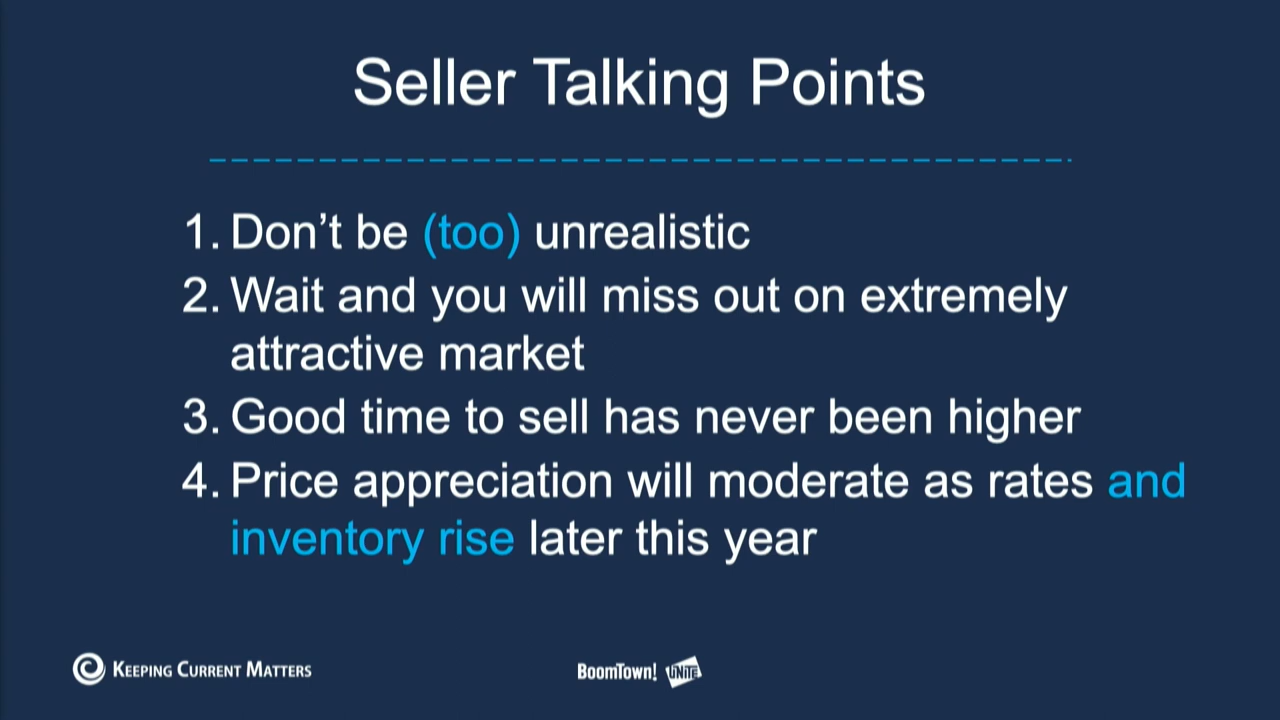 Seller Talking Points
1. Don't be (too) unrealistic
2. Wait and you will miss out on extremely
attractive market
3. Good time to sell has never been higher
4. Price appreciation will moderate as rates and
inventory rise later this year
KEEPING CURRENT MATTERS
BoomTown! UNITE